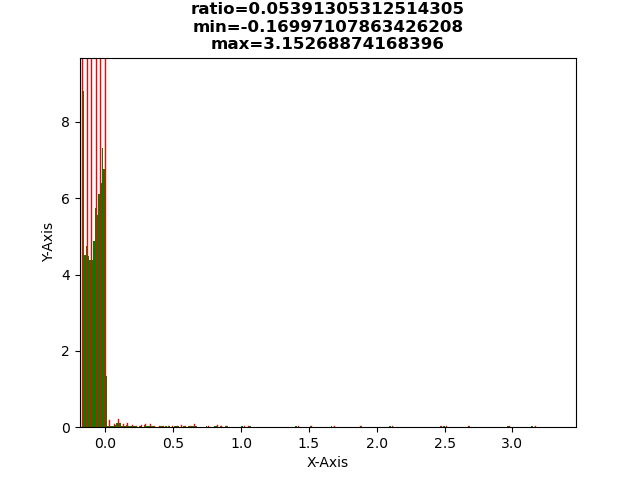 ratio=0.05391305312514305
min=-0.16997107863426208
max=3.15268874168396
Y-Axis
8
6
4
2
0
0.0 0.5 1.0 1.5 2.0 2.5 3.0
X-Axis